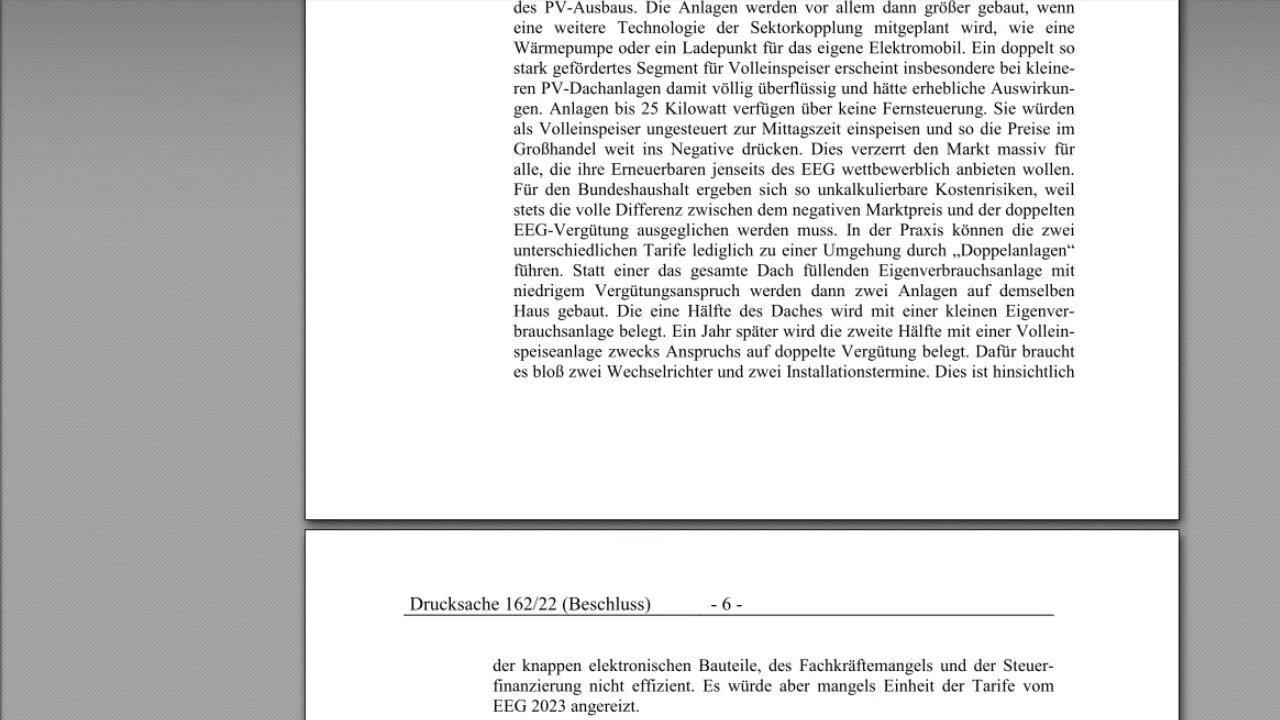 des PV-Ausbaus. Die Anlagen werden vor allem dann größer gebaut, wenn
eine weitere Technologie der Sektorkopplung mitgeplant wird, wie eine
Wärmepumpe oder ein Ladepunkt für das eigene Elektromobil. Ein doppelt so
stark gefördertes Segment für Volleinspeiser erscheint insbesondere bei kleine-
ren PV-Dachanlagen damit völlig überflüssig und hätte erhebliche Auswirkun-
gen. Anlagen bis 25 Kilowatt verfügen über keine Fernsteuerung. Sie würden
als Volleinspeiser ungesteuert zur Mittagszeit einspeisen und so die Preise im
Großhandel weit ins Negative drücken. Dies verzerrt den Markt massiv für
alle, die ihre Erneuerbaren jenseits des EEG wettbewerblich anbieten wollen.
Für den Bundeshaushalt ergeben sich so unkalkulierbare Kostenrisiken, weil
stets die volle Differenz zwischen dem negativen Marktpreis und der doppelten
EEG-Vergütung ausgeglichen werden muss. In der Praxis können die zwei
unterschiedlichen Tarife lediglich zu einer Umgehung durch „Doppelanlagen“
führen. Statt einer das gesamte Dach füllenden Eigenverbrauchsanlage mit
niedrigem Vergütungsanspruch werden dann zwei Anlagen auf demselben
Haus gebaut. Die eine Hälfte des Daches wird mit einer kleinen Eigenver-
brauchsanlage belegt. Ein Jahr später wird die zweite Hälfte mit einer Vollein-
speiseanlage zwecks Anspruchs auf doppelte Vergütung belegt. Dafür braucht
es bloß zwei Wechselrichter und zwei Installationstermine. Dies ist hinsichtlich
Drucksache 162/22 (Beschluss) - 6 -
der knappen elektronischen Bauteile, des Fachkräftemangels und der Steuer-
finanzierung nicht effizient. Es würde aber mangels Einheit der Tarife vom
EEG 2023 angereizt.